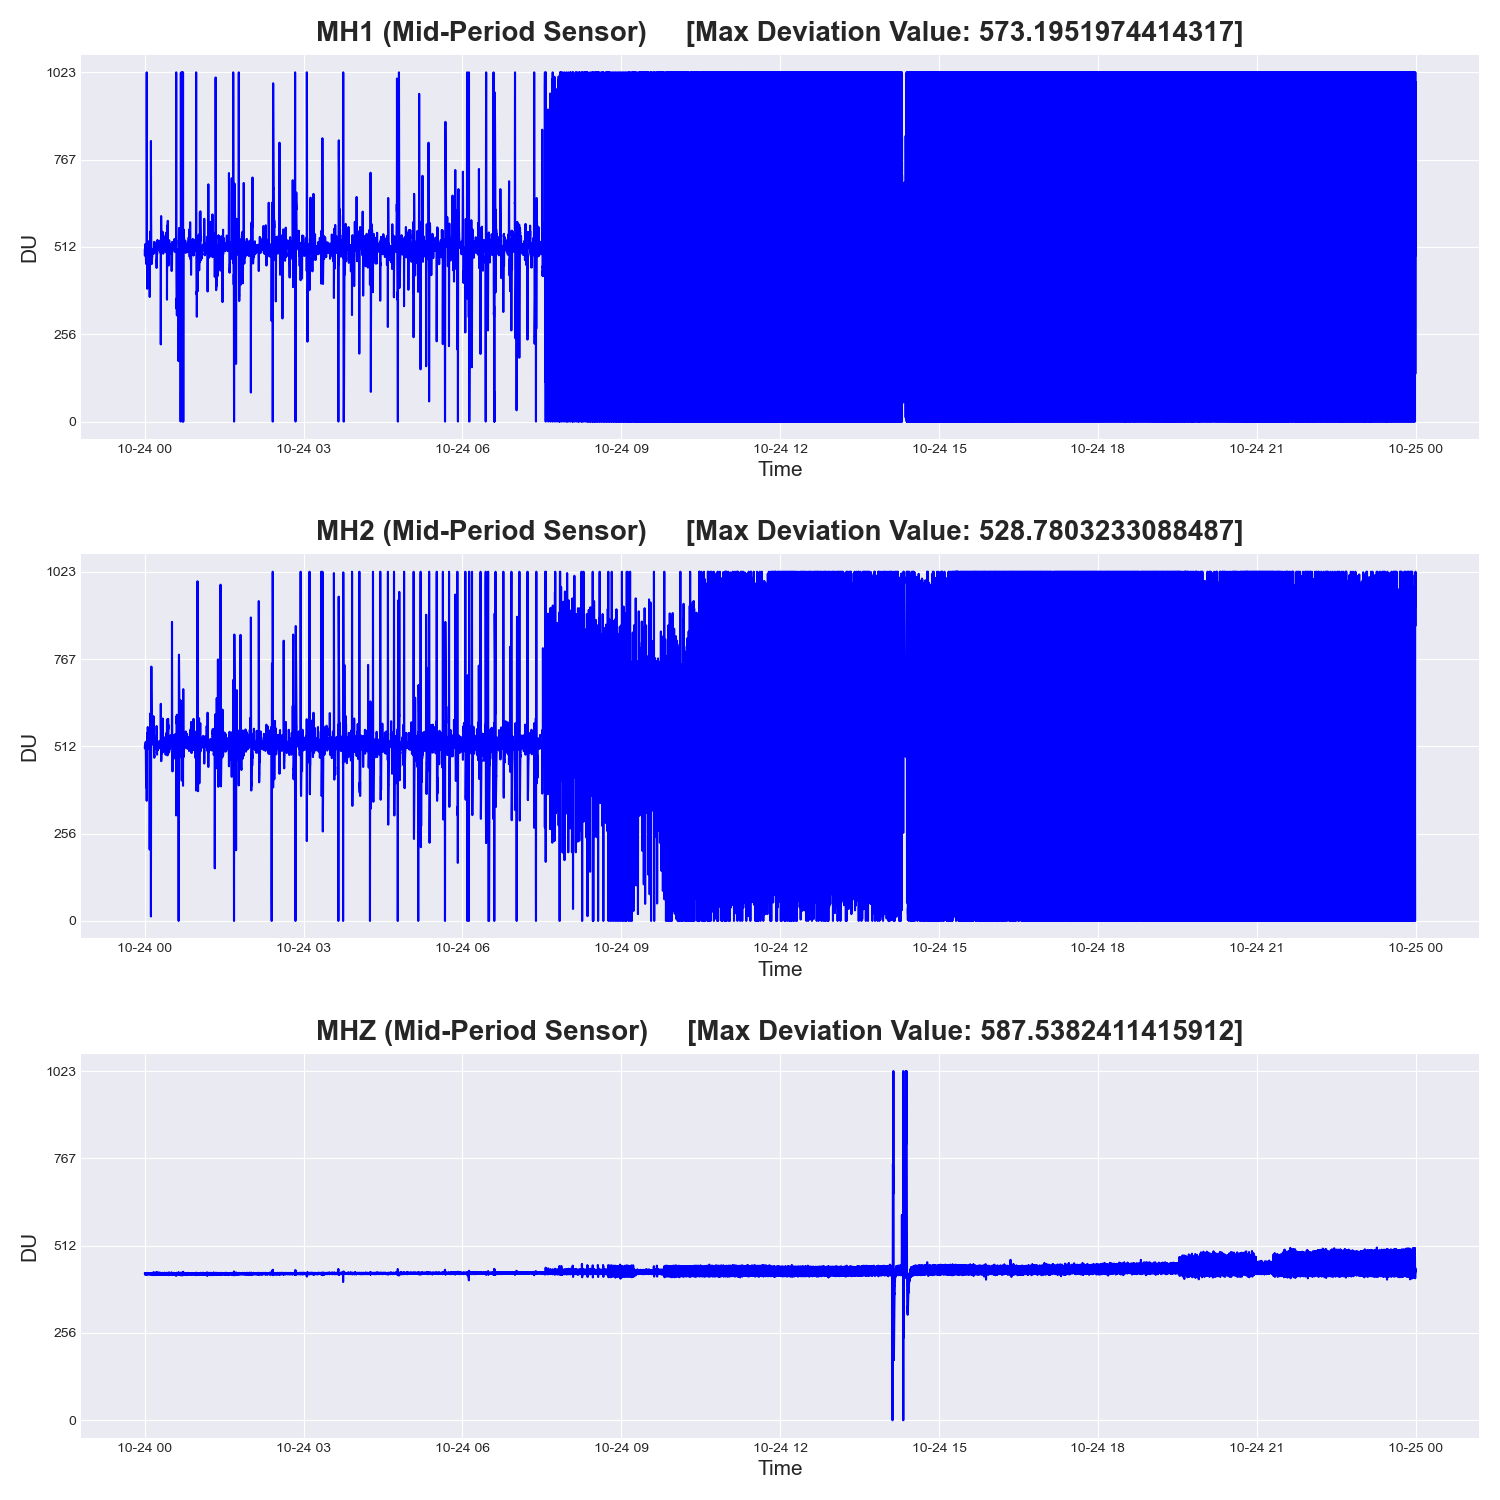 MH1 (Mid-Period Sensor) [Max Deviation Value: 573.1951974414317]
1023
767
512
256
0
DU
10-24 00 10-24 03 10-24 06 10-24 09 10-24 12 10-24 15 10-24 18 10-24 21 10-25 00
Time
MH2 (Mid-Period Sensor) [Max Deviation Value: 528.7803233088487]
1023
767
512
256
0
DU
10-24 00 10-24 03 10-24 06 10-24 09 10-24 12 10-24 15 10-24 18 10-24 21 10-25 00
Time
MHZ (Mid-Period Sensor) [Max Deviation Value: 587.5382411415912]
1023
767
512
256
0
DU
10-24 00 10-24 03 10-24 06 10-24 09 10-24 12 10-24 15 10-24 18 10-24 21 10-25 00
Time